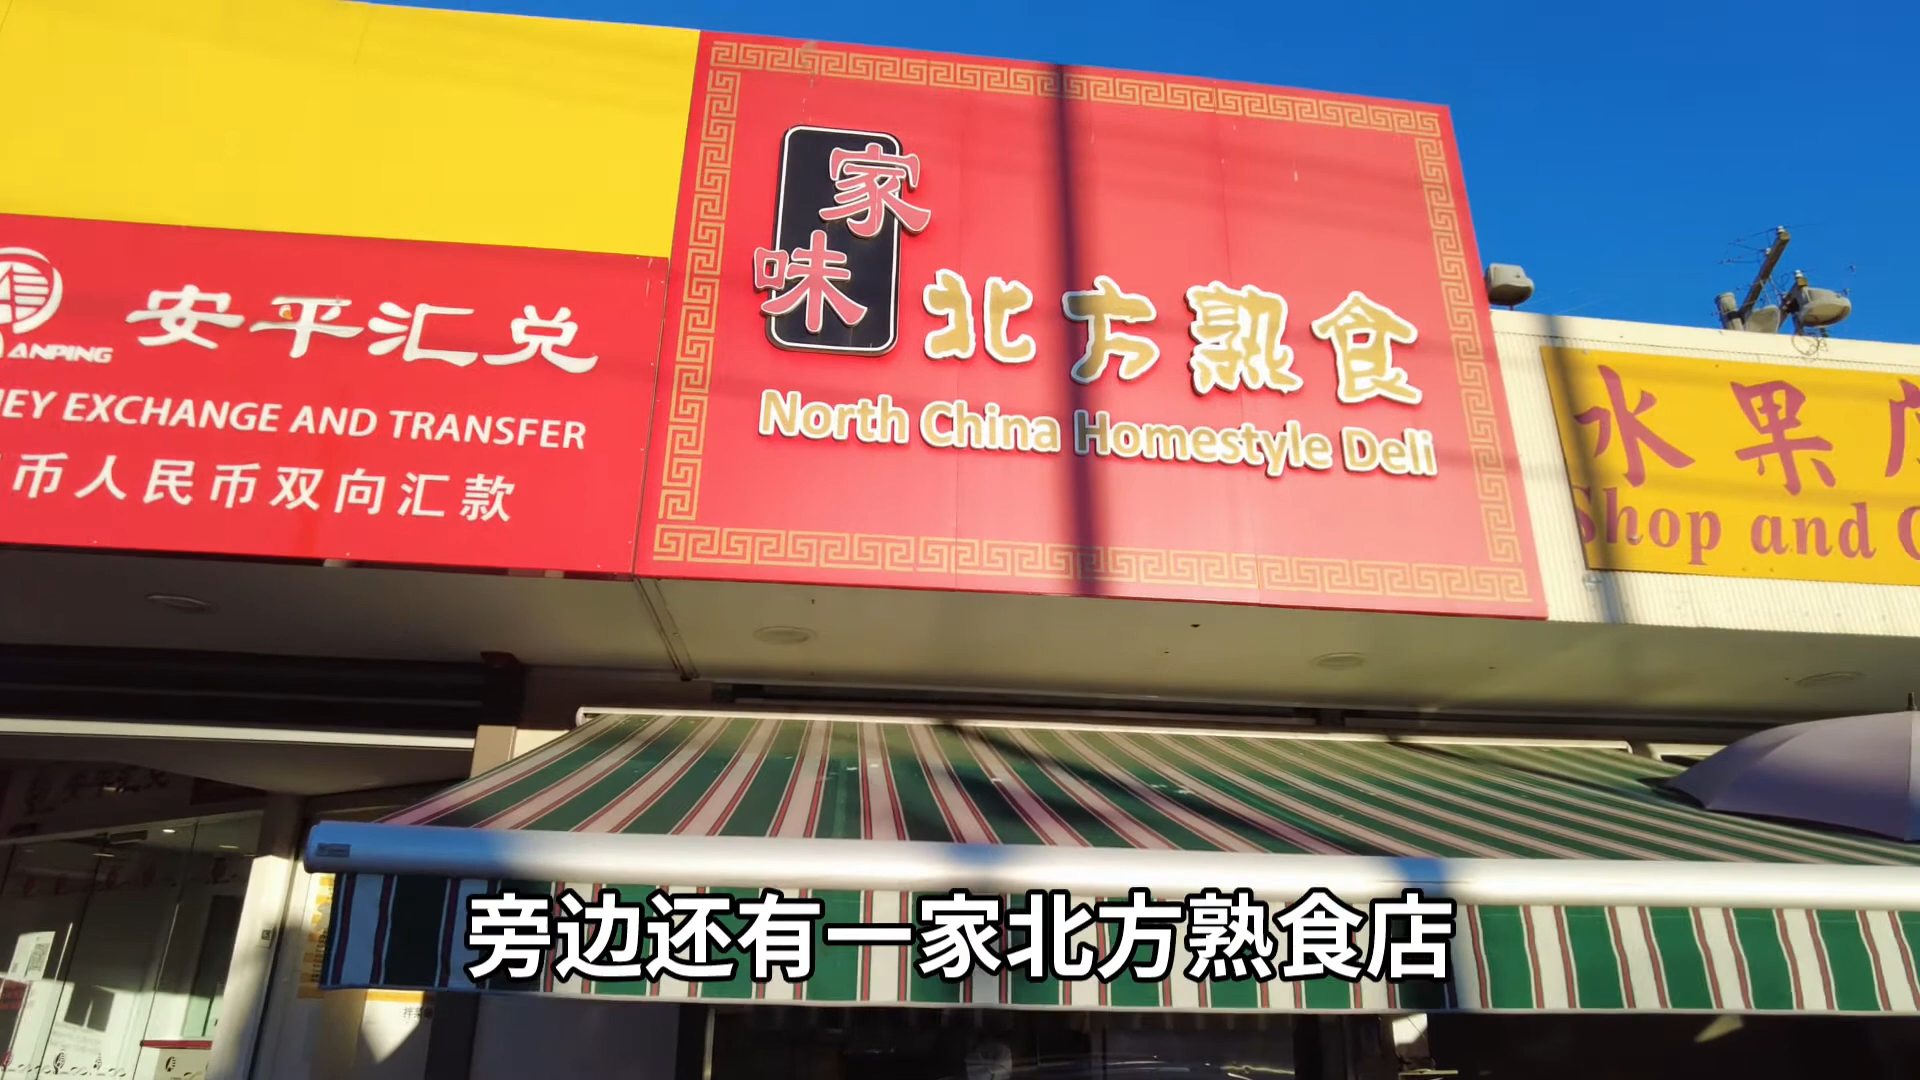 ANPING
安平汇兑
EY EXCHANGE AND TRANSFER
币人民币双向汇款
家味
北方熟食
North China Homestyle Deli
水果
Shop and
旁边还有一家北方熟食店